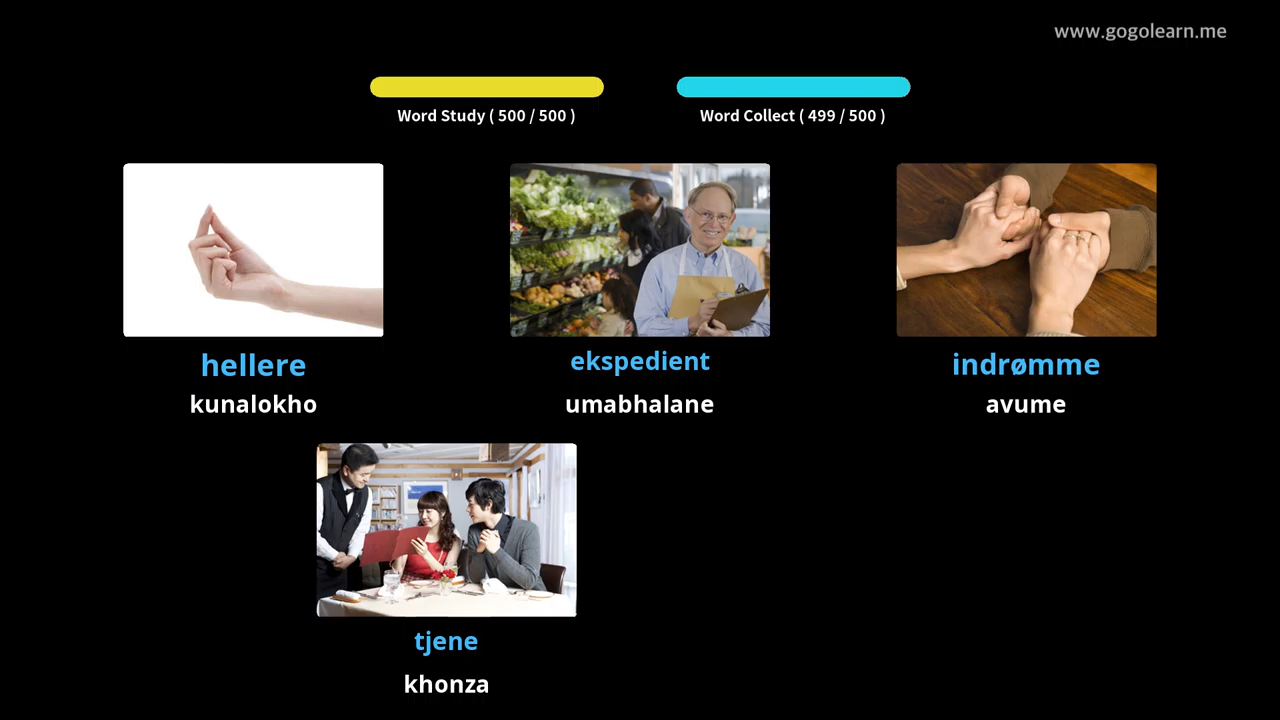 www.gogolearn.me
Word Study ( 500 / 500 )
Word Collect ( 499 / 500 )
hellere
kunalokho
ekspedient
umabhalane
indrømme
avume
tjene
khonza